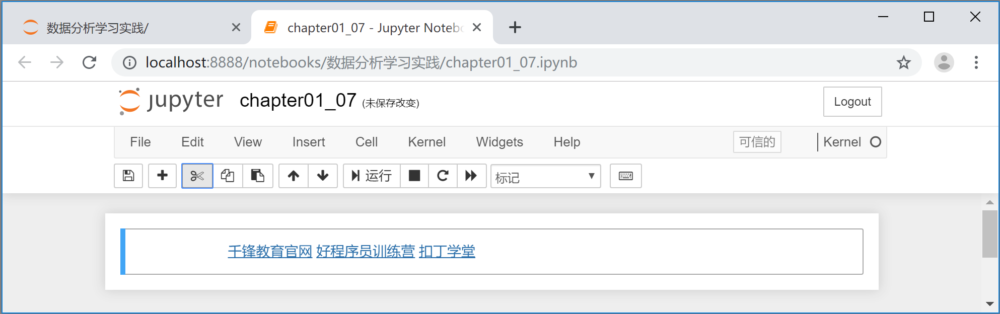 数据分析学习实践/
chapter01_07 - Jupyter Notebo
localhost:8888/notebooks/数据分析学习实践/chapter01_07.ipynb
jupyter chapter01_07 (未保存改变) Logout
File Edit View Insert Cell Kernel Widgets Help 可信的 Kernel
运行 标记
千锋教育官网 好程序员训练营 扣丁学堂